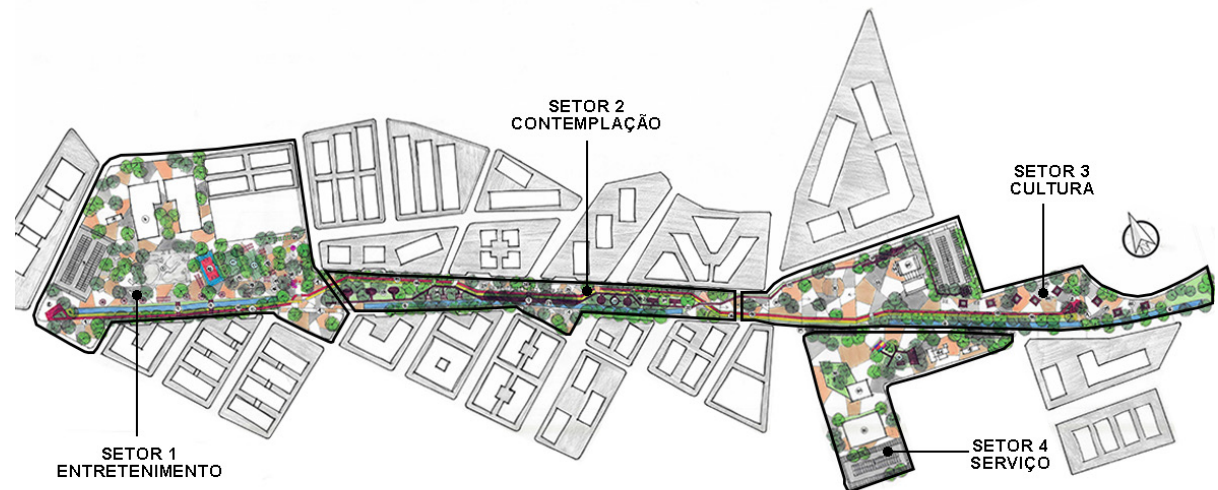 SETOR 2
CONTEMPLAÇÃO
SETOR 3
CULTURA
SETOR 1
ENTRETENIMENTO
SETOR 4
SERVIÇO